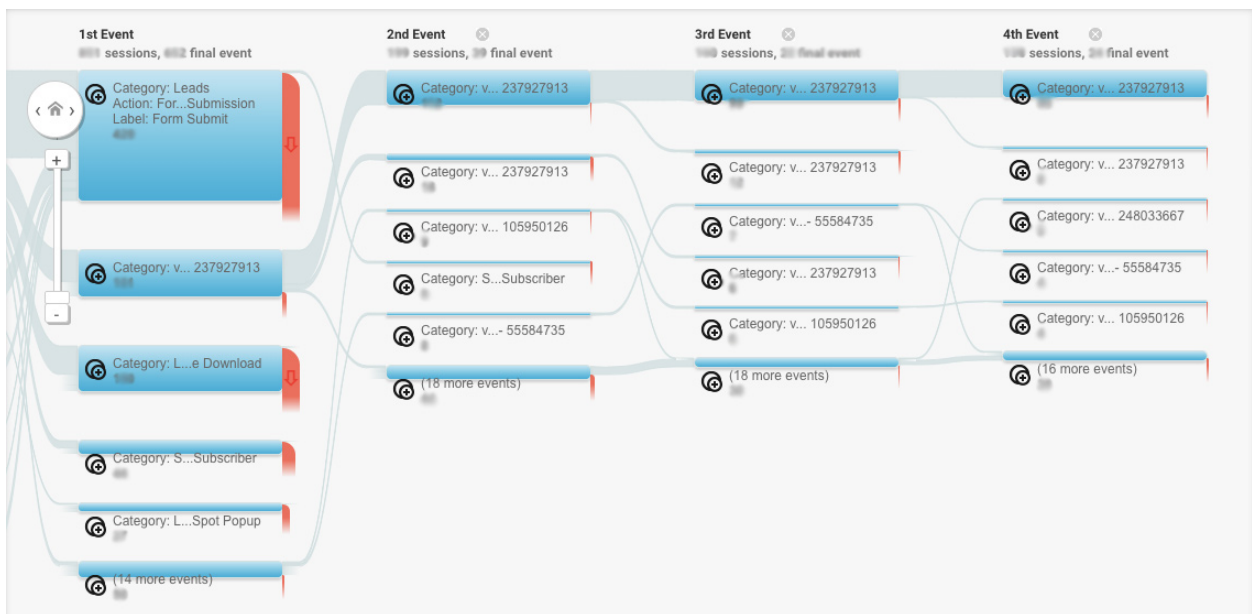 1st Event
sessions, final event
Category: Leads
Action: For...Submission
Label: Form Submit
Category: v... 237927913
Category: L...e Download
Category: S...Subscriber
Category: L...Spot Popup
(14 more events)
+
-
2nd Event
sessions, final event
Category: v... 237927913
Category: v... 237927913
Category: v... 105950126
Category: S...Subscriber
Category: v...- 55584735
(18 more events)
3rd Event
sessions, final event
Category: v... 237927913
Category: v... 237927913
Category: v...- 55584735
Category: v... 237927913
Category: v... 105950126
(18 more events)
4th Event
sessions, final event
Category: v... 237927913
Category: v... 237927913
Category: v... 248033667
Category: v...- 55584735
Category: v... 105950126
(16 more events)